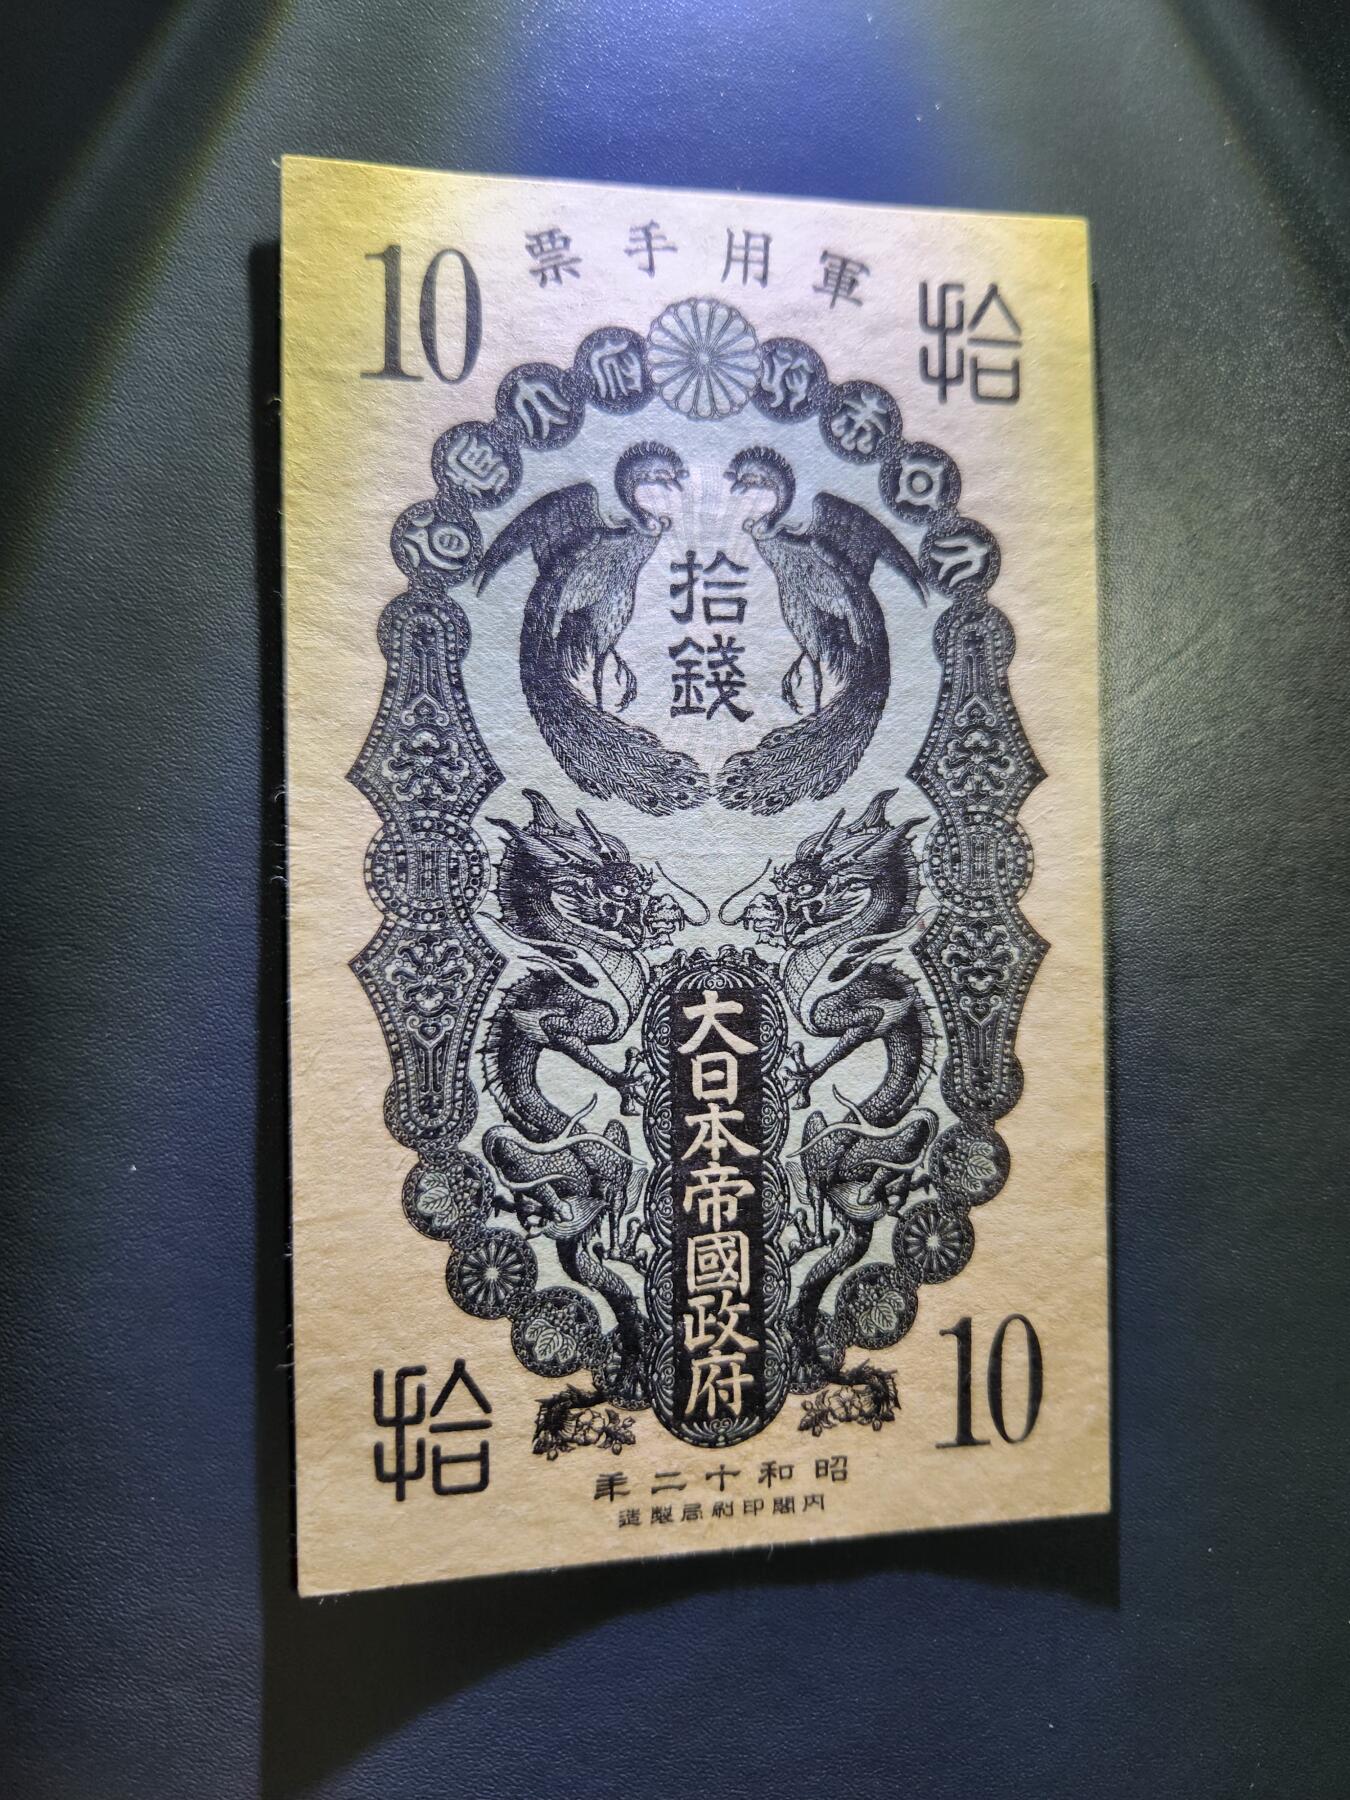 軍用手票
10
拾
拾錢
大日本帝國政府
拾
10
昭和十二年
内閣印刷局製造